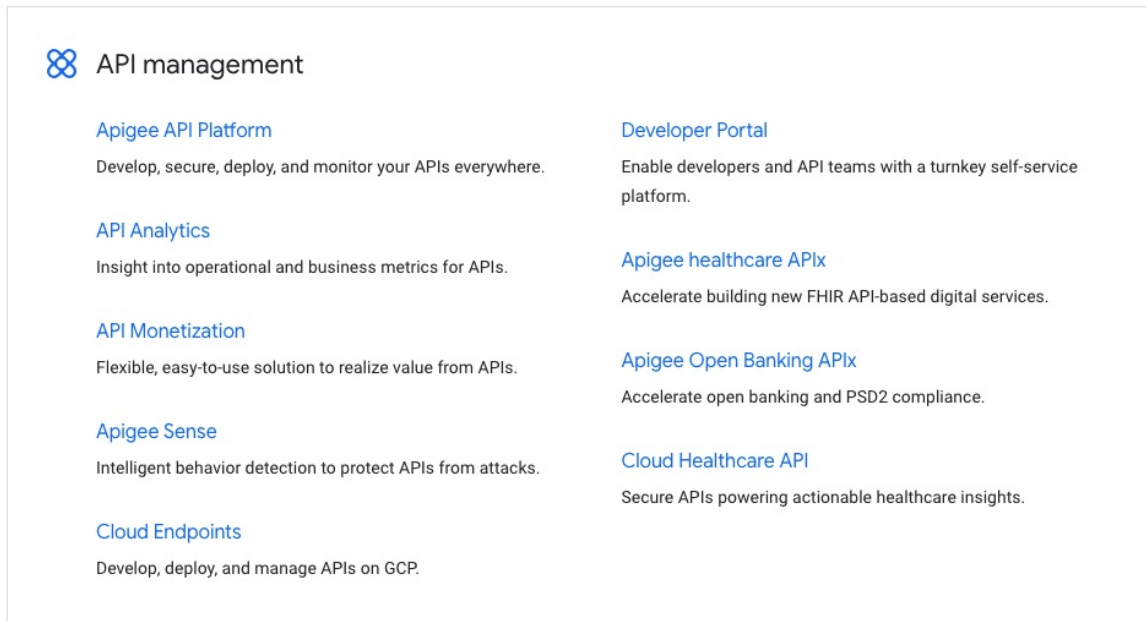 API management
Apigee API Platform
Develop, secure, deploy, and monitor your APIs everywhere.
API Analytics
Insight into operational and business metrics for APIs.
API Monetization
Flexible, easy-to-use solution to realize value from APIs.
Apigee Sense
Intelligent behavior detection to protect APIs from attacks.
Cloud Endpoints
Develop, deploy, and manage APIs on GCP.
Developer Portal
Enable developers and API teams with a turnkey self-service
platform.
Apigee healthcare APIx
Accelerate building new FHIR API-based digital services.
Apigee Open Banking APIx
Accelerate open banking and PSD2 compliance.
Cloud Healthcare API
Secure APIs powering actionable healthcare insights.